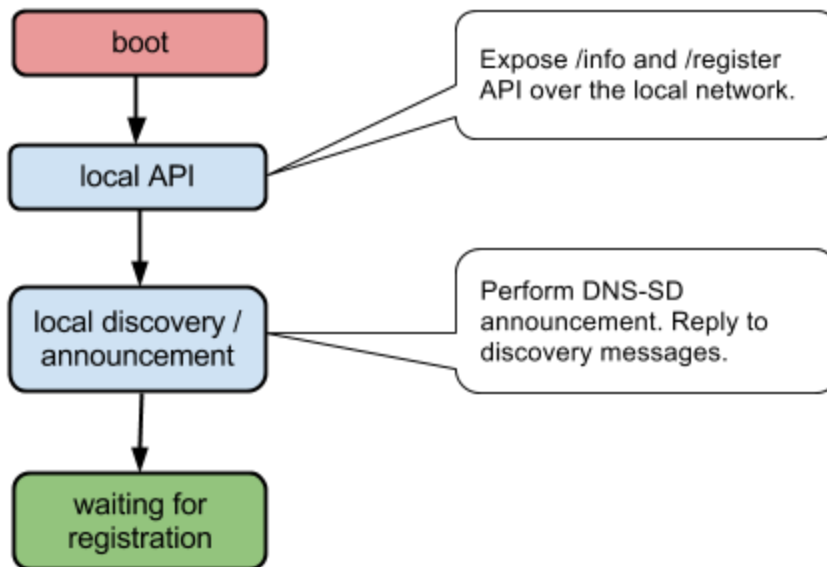 boot
Expose /info and /register
API over the local network.
local API
local discovery /
announcement
Perform DNS-SD
announcement. Reply to
discovery messages.
waiting for
registration